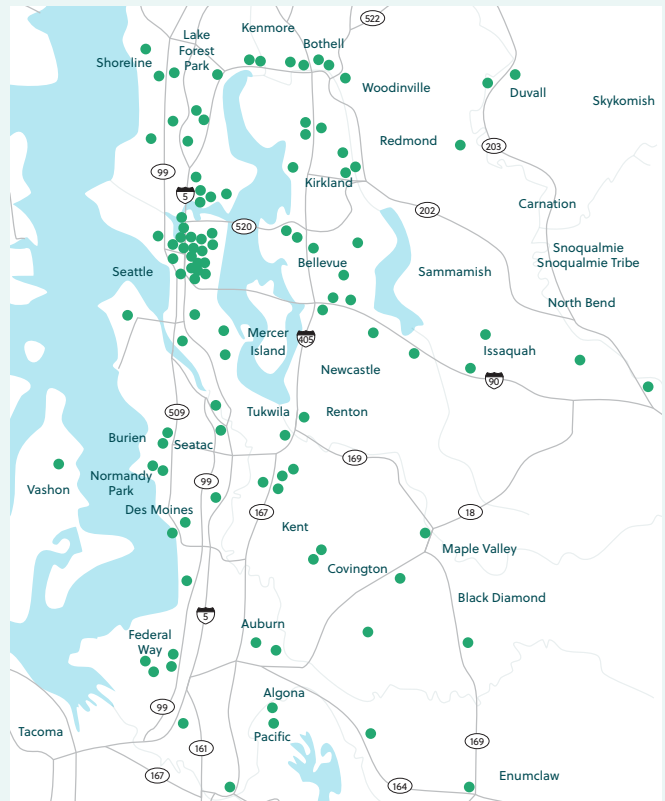 522
Kenmore
Lake
Forest
Park
Bothell
Shoreline
Woodinville
Duvall
Skykomish
Redmond
203
99
5
Kirkland
202
Carnation
520
Snoqualmie
Snoqualmie Tribe
Seattle
Bellevue
Sammamish
North Bend
Mercer
Island
405
Issaquah
Newcastle
90
509
Tukwila
Renton
Burien
Seatac
169
Vashon
Normandy
Park
99
Des Moines
167
18
Kent
Maple Valley
Covington
Black Diamond
5
Auburn
Federal
Way
Algona
99
Tacoma
Pacific
161
169
167
164
Enumclaw